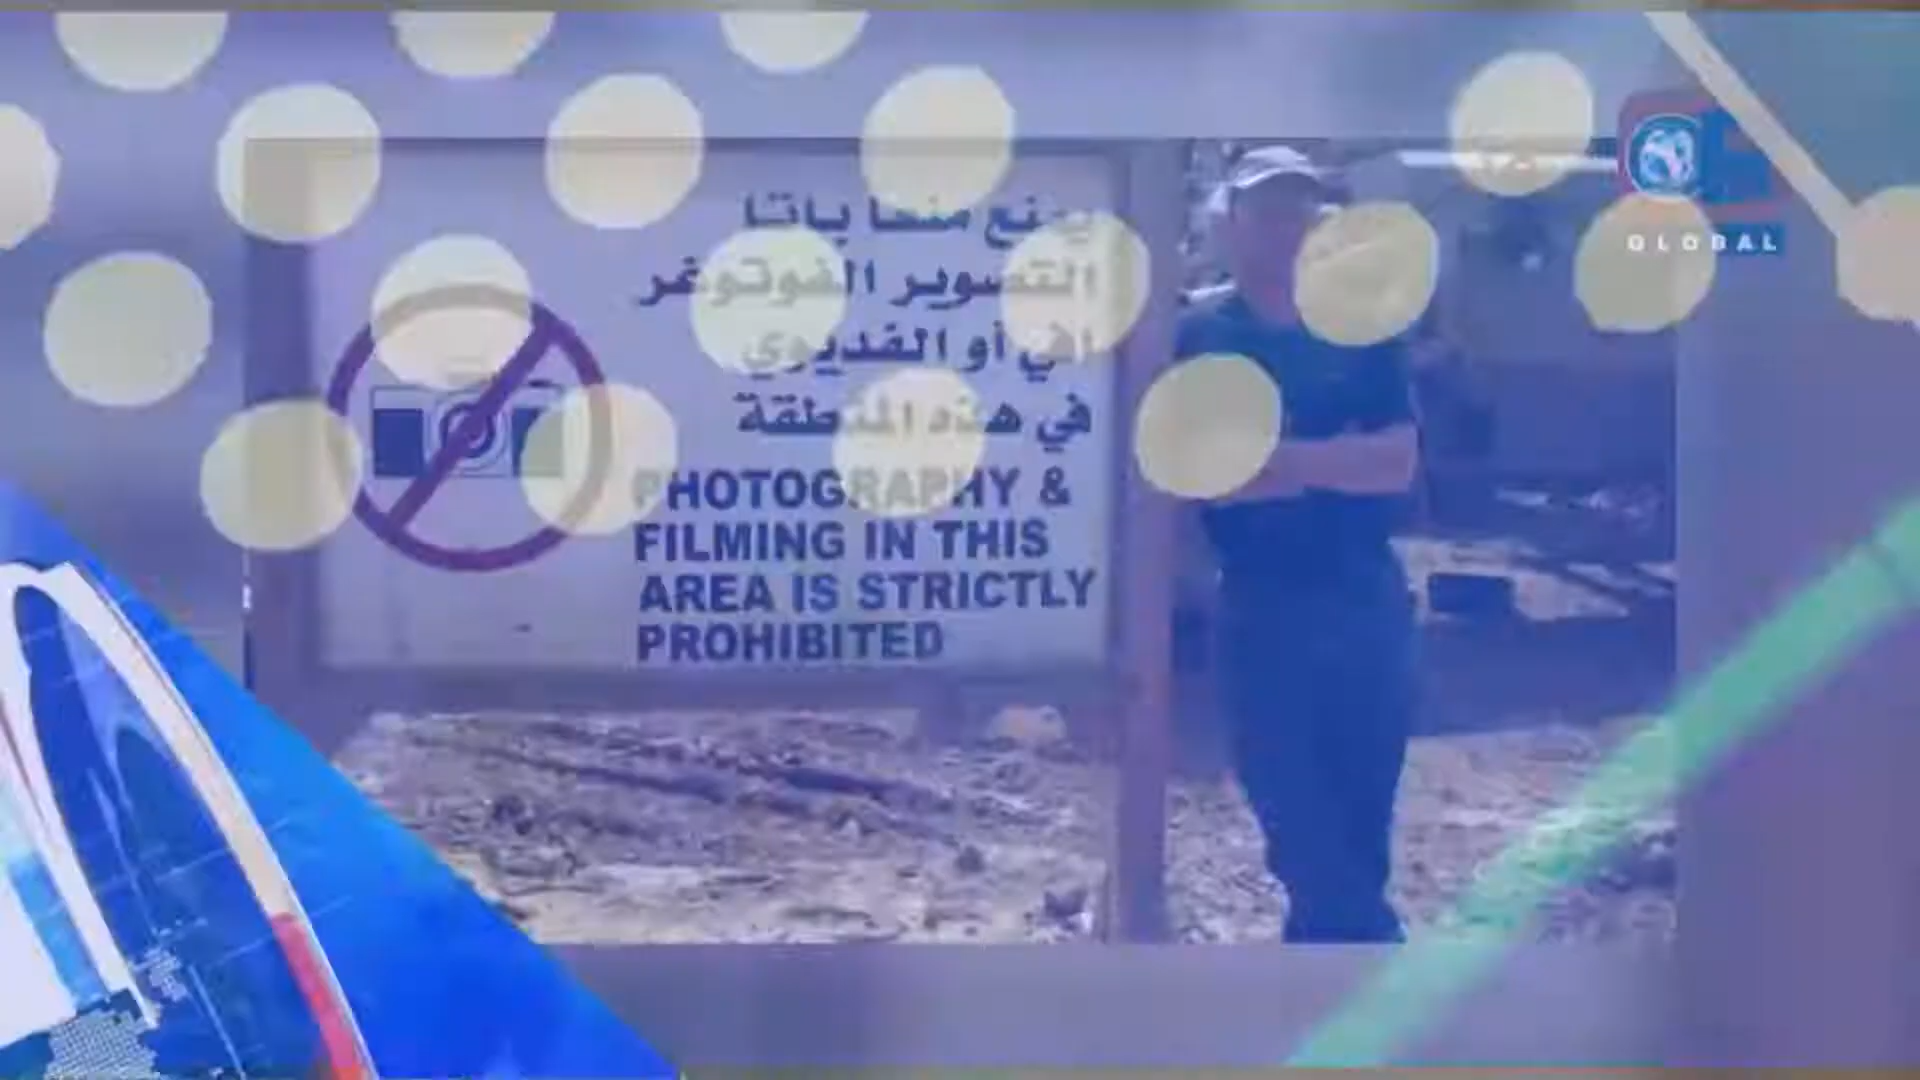 يمنع منعا باتا
التصوير الفوتوغر
افي أو الفديوي
في هذه المنطقة
PHOTOGRAPHY &
FILMING IN THIS
AREA IS STRICTLY
PROHIBITED
GLOBAL